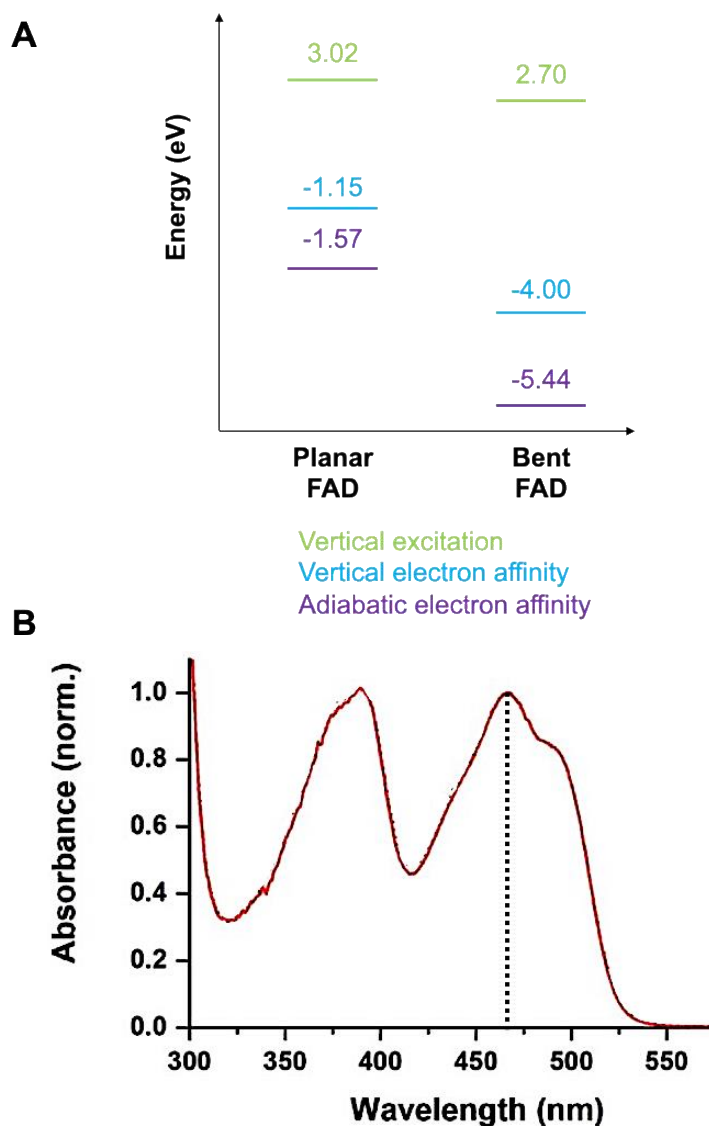 A
3.02
2.70
Energy (eV)
-1.15
-1.57
-4.00
-5.44
Planar
FAD
Bent
FAD
Vertical excitation
Vertical electron affinity
Adiabatic electron affinity
B
Absorbance (norm.)
1.0
0.8
0.6
0.4
0.2
0.0
300
350
400
450
500
550
Wavelength (nm)